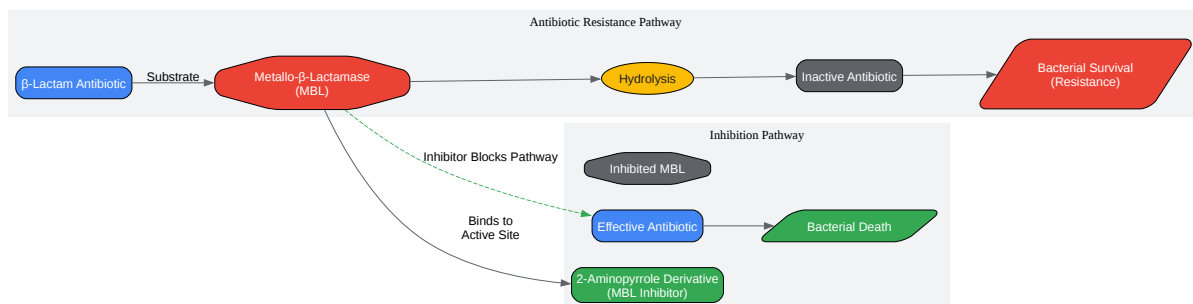 Antibiotic Resistance Pathway
β-Lactam Antibiotic
Substrate
Metallo-β-Lactamase
(MBL)
Hydrolysis
Inactive Antibiotic
Bacterial Survival
(Resistance)
Inhibition Pathway
Inhibitor Blocks Pathway
Inhibited MBL
Binds to
Active Site
Effective Antibiotic
Bacterial Death
2-Aminopyrrole Derivative
(MBL Inhibitor)